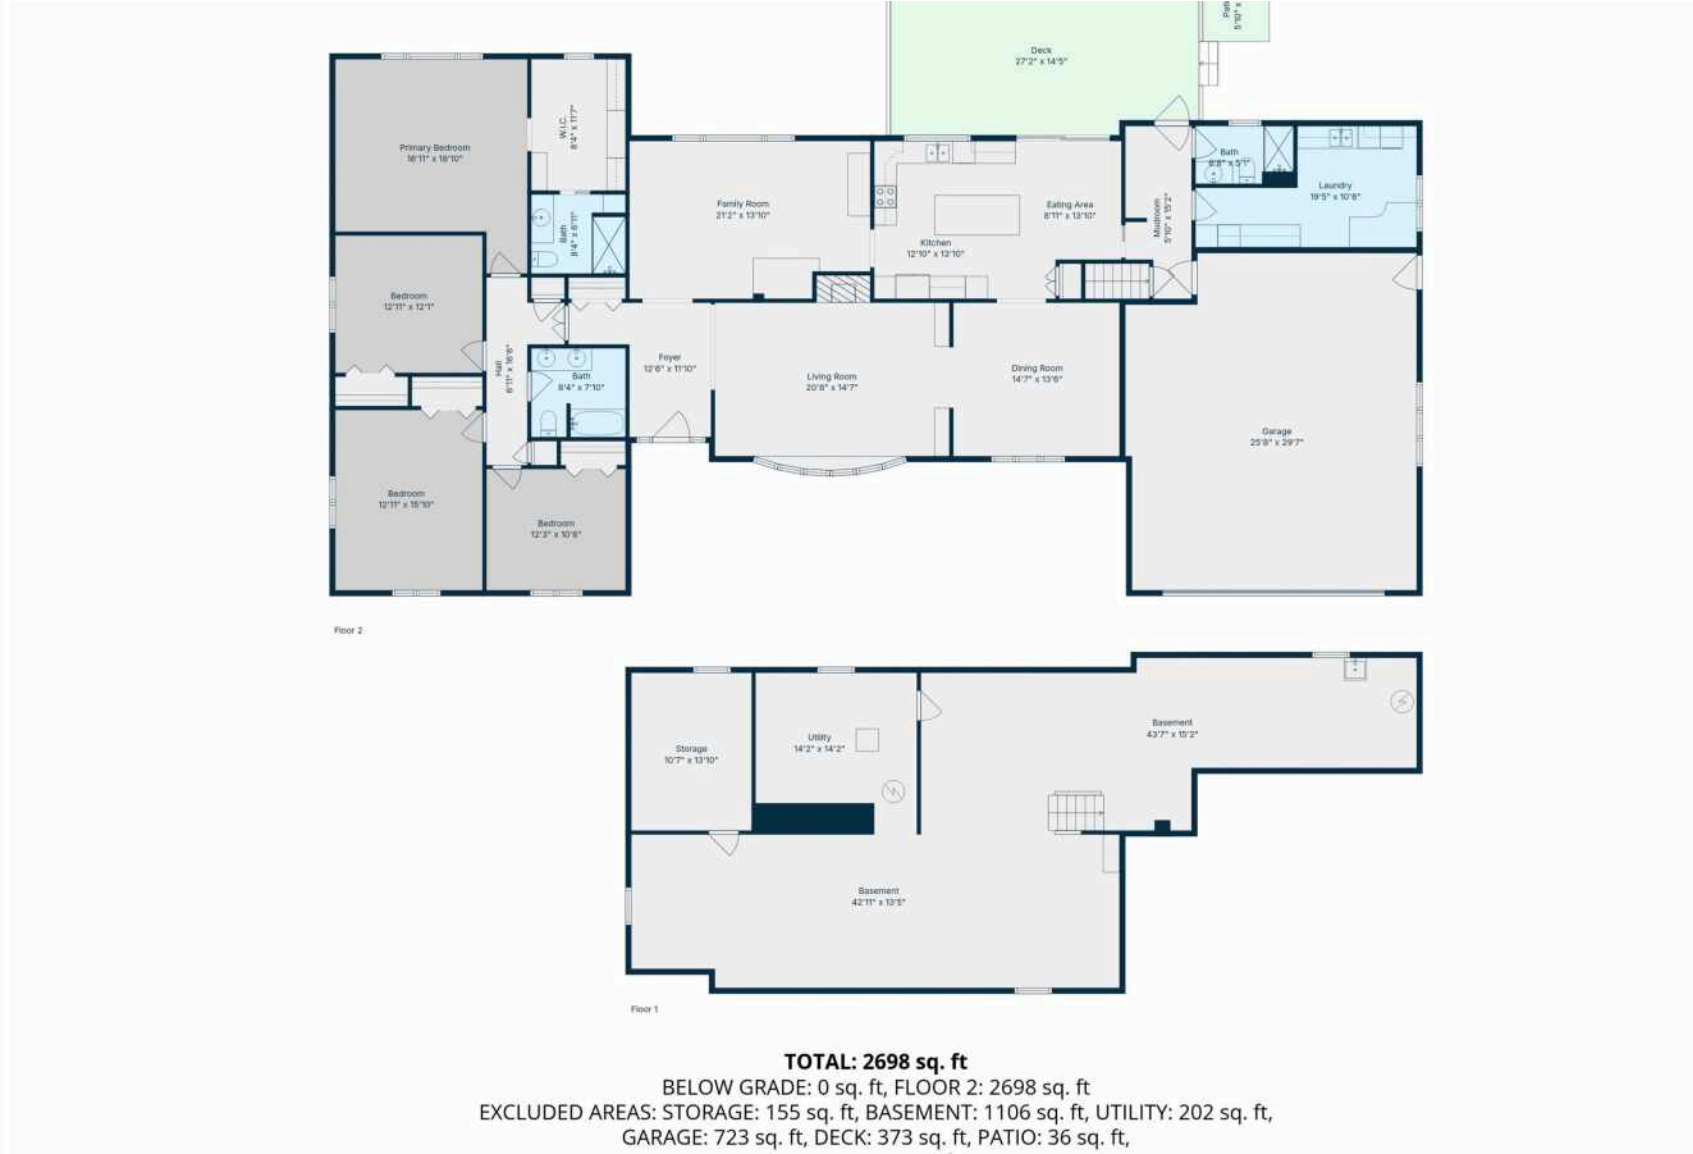 Deck
27'2" x 14'5"
5'10" x
Primary Bedroom
16'11" x 18'10"
W.I.C.
8'4" x 11'7"
Bath
8'4" x 6'11"
Family Room
21'2" x 13'10"
Kitchen
12'10" x 13'10"
Eating Area
8'11" x 13'10"
Mudroom
5'10" x 15'2"
Bath
8'8" x 5'1"
Laundry
19'5" x 10'8"
Bedroom
12'11" x 12'1"
Hall
6'11" x 16'6"
Bath
8'4" x 7'10"
Foyer
12'6" x 11'10"
Living Room
20'8" x 14'7"
Dining Room
14'7" x 13'6"
Garage
25'9" x 29'7"
Bedroom
12'11" x 15'10"
Bedroom
12'3" x 10'8"
Floor 2
Storage
10'7" x 13'10"
Utility
14'2" x 14'2"
Basement
43'7" x 15'2"
Basement
42'11" x 13'5"
Floor 1
TOTAL: 2698 sq. ft
BELOW GRADE: 0 sq. ft, FLOOR 2: 2698 sq. ft
EXCLUDED AREAS: STORAGE: 155 sq. ft, BASEMENT: 1106 sq. ft, UTILITY: 202 sq. ft,
GARAGE: 723 sq. ft, DECK: 373 sq. ft, PATIO: 36 sq. ft,